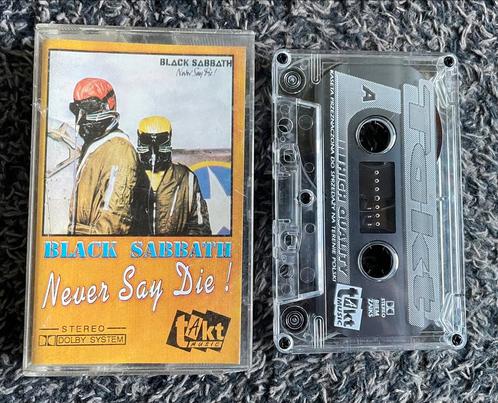 BLACK SABBATH
Never Say Die!
BLACK SABBATH
Never Say Die!
STEREO
DOLBY SYSTEM
takt
MUSIC
A
KASETA PRZEZNACZONA DO SPRZEDAŻY NA TERENIE POLSKI
HIGH QUALITY
Takt
takt
MUSIC